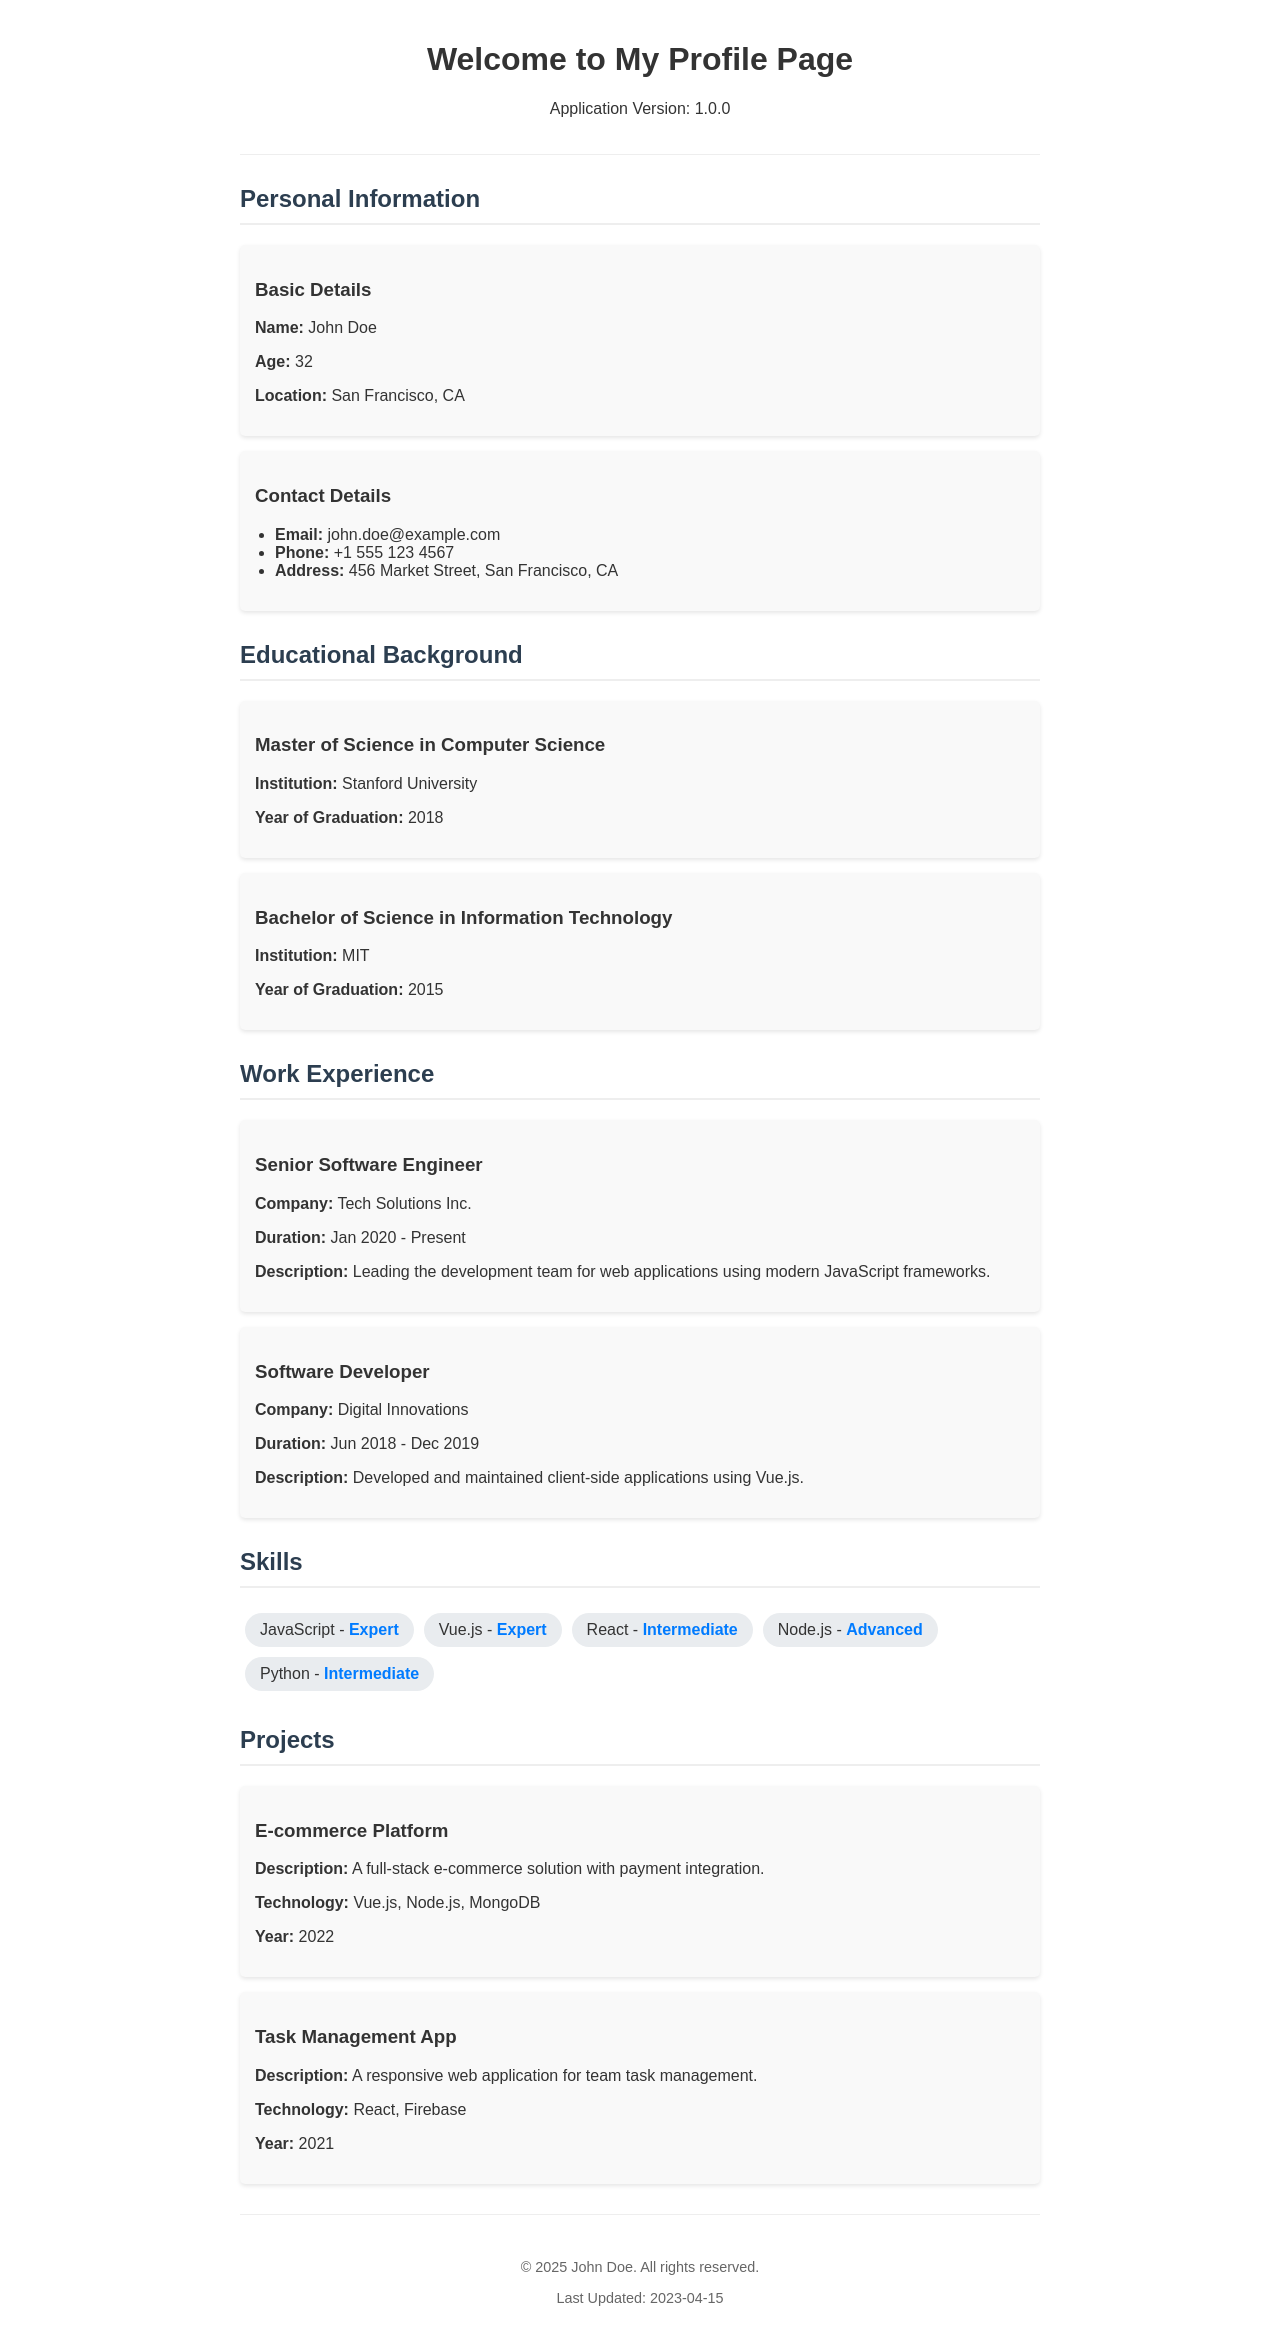 Welcome to My Profile Page
Application Version: 1.0.0
Personal Information
Basic Details
Name: John Doe
Age: 32
Location: San Francisco, CA
Contact Details
Email: john.doe@example.com
Phone: +1 555 123 4567
Address: 456 Market Street, San Francisco, CA
Educational Background
Master of Science in Computer Science
Institution: Stanford University
Year of Graduation: 2018
Bachelor of Science in Information Technology
Institution: MIT
Year of Graduation: 2015
Work Experience
Senior Software Engineer
Company: Tech Solutions Inc.
Duration: Jan 2020 - Present
Description: Leading the development team for web applications using modern JavaScript frameworks.
Software Developer
Company: Digital Innovations
Duration: Jun 2018 - Dec 2019
Description: Developed and maintained client-side applications using Vue.js.
Skills
JavaScript - Expert Vue.js - Expert React - Intermediate Node.js - Advanced
Python - Intermediate
Projects
E-commerce Platform
Description: A full-stack e-commerce solution with payment integration.
Technology: Vue.js, Node.js, MongoDB
Year: 2022
Task Management App
Description: A responsive web application for team task management.
Technology: React, Firebase
Year: 2021
© 2025 John Doe. All rights reserved.
Last Updated: 2023-04-15